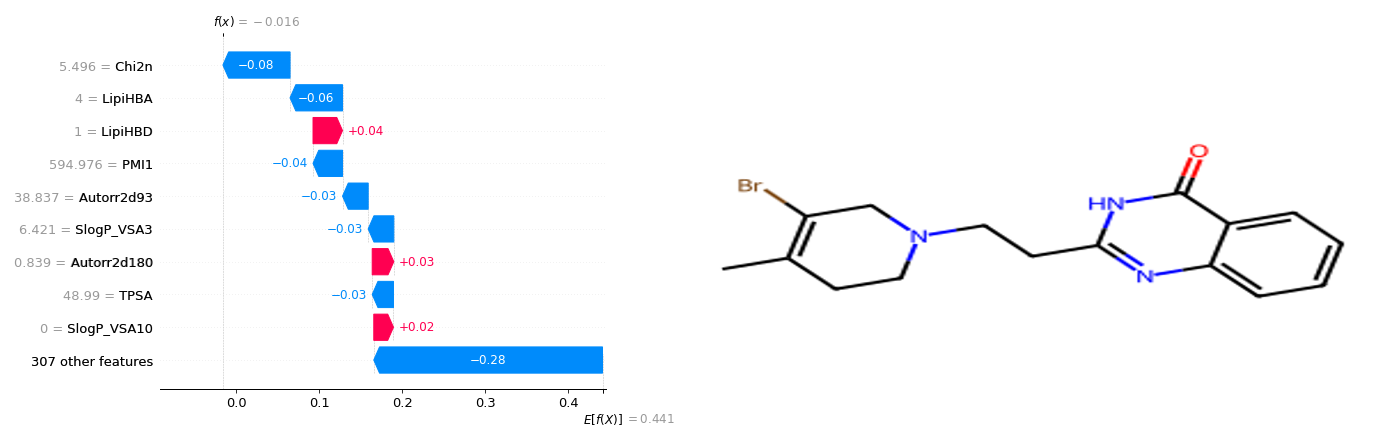 f(x) = −0.016
5.496 = Chi2n
−0.08
4 = LipiHBA
−0.06
1 = LipiHBD
+0.04
594.976 = PMI1
−0.04
38.837 = Autorr2d93
−0.03
6.421 = SlogP_VSA3
−0.03
0.839 = Autorr2d180
+0.03
48.99 = TPSA
−0.03
0 = SlogP_VSA10
+0.02
307 other features
−0.28
0.0 0.1 0.2 0.3 0.4
E[f(X)] = 0.441
Br
N
HN
O
N